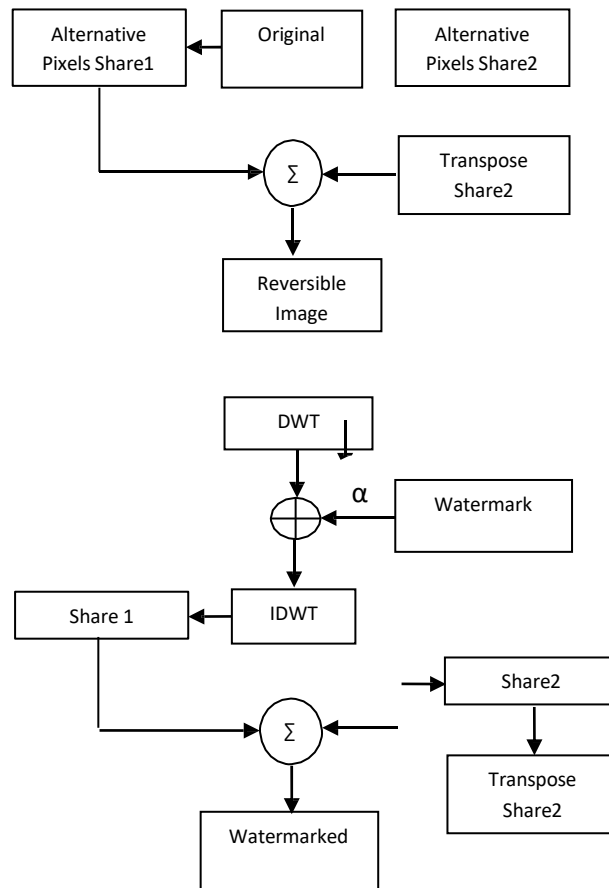 Alternative
Pixels Share1
Original
Alternative
Pixels Share2
Σ
Transpose
Share2
Reversible
Image
DWT
α
Watermark
Share 1
IDWT
Share2
Σ
Transpose
Share2
Watermarked